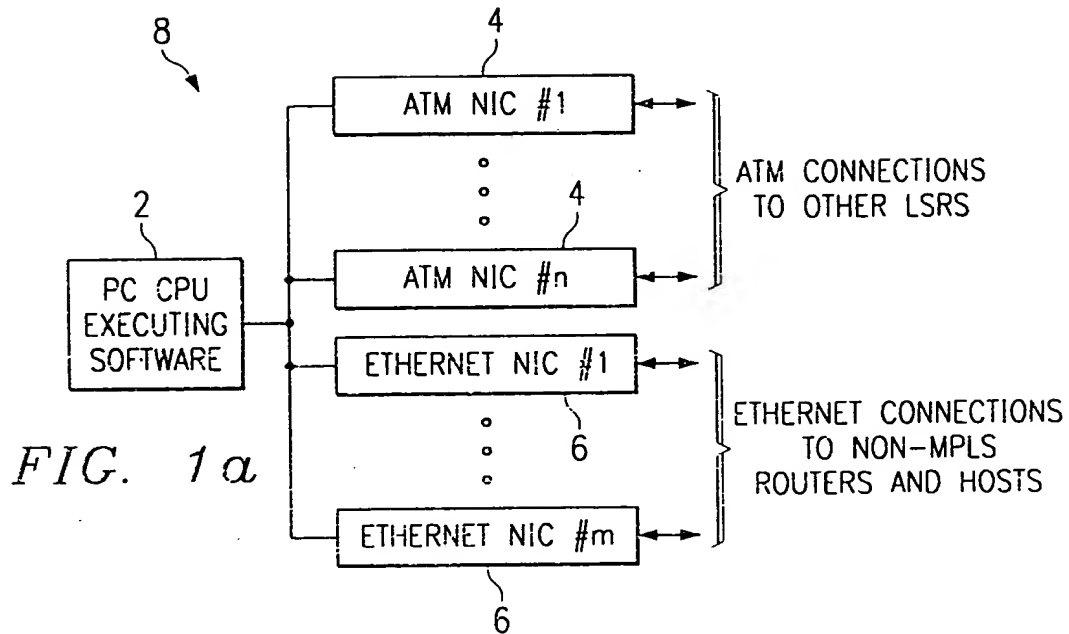 8
4
ATM NIC #1
ATM CONNECTIONS
TO OTHER LSRS
4
ATM NIC #n
2
PC CPU
EXECUTING
SOFTWARE
ETHERNET NIC #1
6
ETHERNET CONNECTIONS
TO NON-MPLS
ROUTERS AND HOSTS
ETHERNET NIC #m
6
FIG. 1a